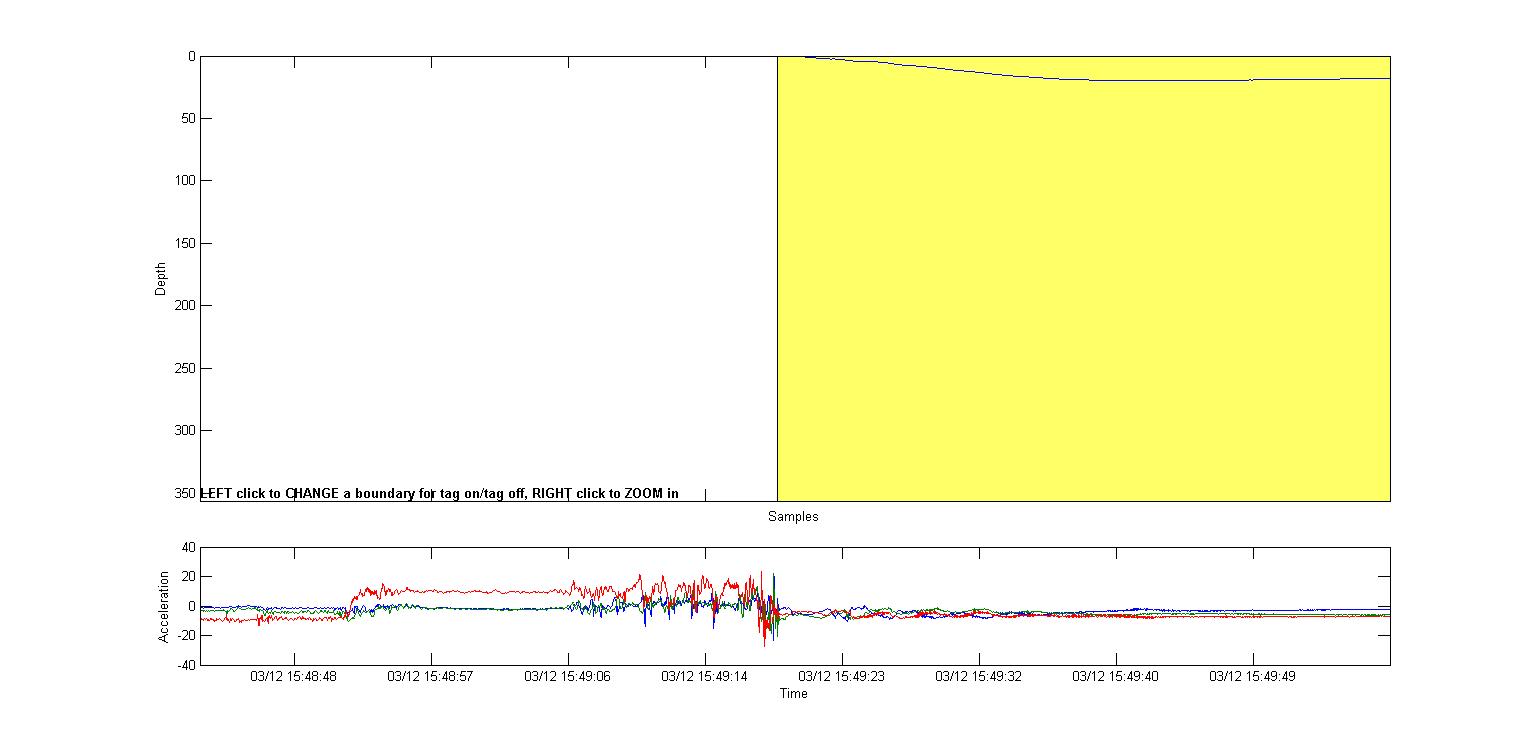 0
50
100
150
200
250
300
350
Depth
LEFT click to CHANGE a boundary for tag on/tag off, RIGHT click to ZOOM in
Samples
40
20
0
-20
-40
Acceleration
03/12 15:48:48 03/12 15:48:57 03/12 15:49:06 03/12 15:49:14 03/12 15:49:23 03/12 15:49:32 03/12 15:49:40 03/12 15:49:49
Time